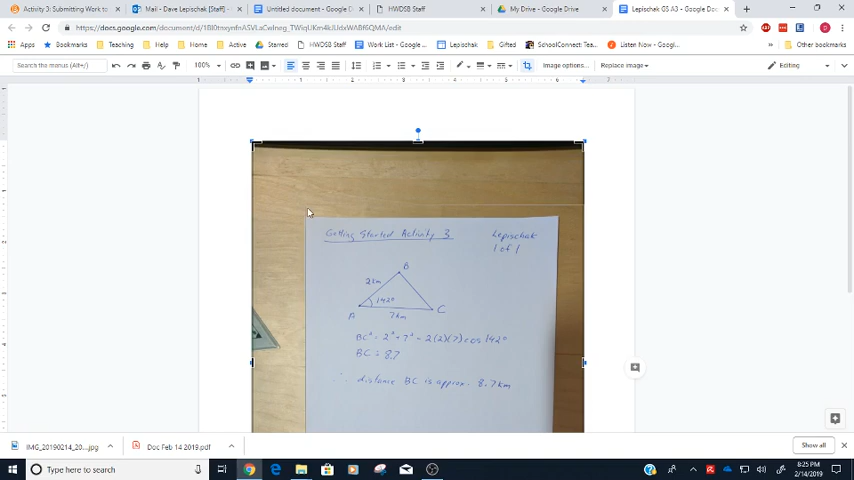 Activity 3: Submitting Work to
Mail - Dave Lepischak [Staff] -
Untitled document - Google D
HWDSB Staff
My Drive - Google Drive
Lepischak GS A3 - Google Doc
Apps
Bookmarks
Teaching
Help
Home
Active
Starred
HWDSB Staff
Work List - Google
Lepischak
Gifted
SchoolConnect: Tea
Listen Now - Googl
Other bookmarks
Search the menus (Alt+/)
100%
Image options...
Replace image
Editing
Getting Started Activity 3
Lepischak
1 of 1
B
2km
142°
A
7km
C
BC² = 2² + 7² - 2(2)(7) cos 142°
BC = 8.7
∴ distance BC is approx. 8.7km
IMG_20190214_20....jpg
Doc Feb 14 2019.pdf
Show all
Type here to search
8:25 PM
2/14/2019